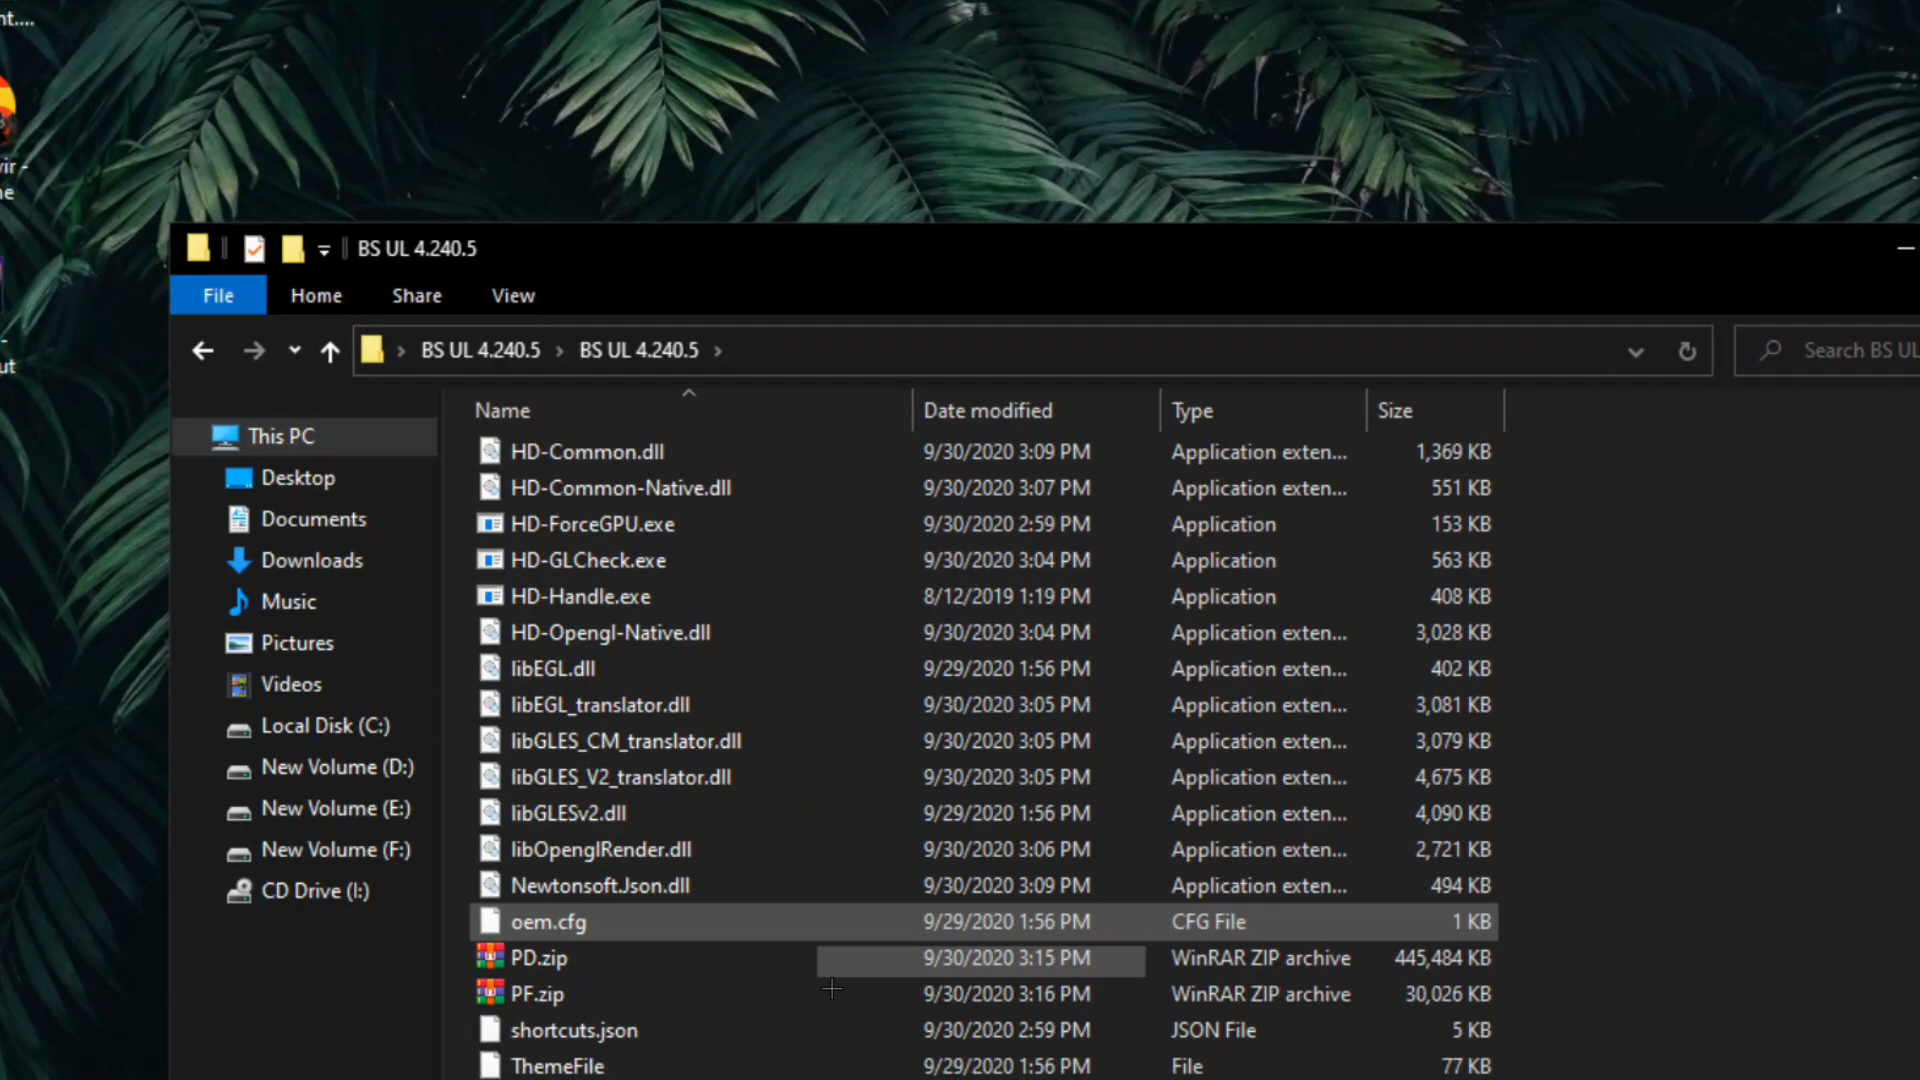 nt....
vir -
ne
-
ut
BS UL 4.240.5
File Home Share View
BS UL 4.240.5 › BS UL 4.240.5 ›
Search BS UL
This PC
Desktop
Documents
Downloads
Music
Pictures
Videos
Local Disk (C:)
New Volume (D:)
New Volume (E:)
New Volume (F:)
CD Drive (I:)
Name Date modified Type Size
HD-Common.dll 9/30/2020 3:09 PM Application exten... 1,369 KB
HD-Common-Native.dll 9/30/2020 3:07 PM Application exten... 551 KB
HD-ForceGPU.exe 9/30/2020 2:59 PM Application 153 KB
HD-GLCheck.exe 9/30/2020 3:04 PM Application 563 KB
HD-Handle.exe 8/12/2019 1:19 PM Application 408 KB
HD-Opengl-Native.dll 9/30/2020 3:04 PM Application exten... 3,028 KB
libEGL.dll 9/29/2020 1:56 PM Application exten... 402 KB
libEGL_translator.dll 9/30/2020 3:05 PM Application exten... 3,081 KB
libGLES_CM_translator.dll 9/30/2020 3:05 PM Application exten... 3,079 KB
libGLES_V2_translator.dll 9/30/2020 3:05 PM Application exten... 4,675 KB
libGLESv2.dll 9/29/2020 1:56 PM Application exten... 4,090 KB
libOpenglRender.dll 9/30/2020 3:06 PM Application exten... 2,721 KB
Newtonsoft.Json.dll 9/30/2020 3:09 PM Application exten... 494 KB
oem.cfg 9/29/2020 1:56 PM CFG File 1 KB
PD.zip 9/30/2020 3:15 PM WinRAR ZIP archive 445,484 KB
PF.zip 9/30/2020 3:16 PM WinRAR ZIP archive 30,026 KB
shortcuts.json 9/30/2020 2:59 PM JSON File 5 KB
ThemeFile 9/29/2020 1:56 PM File 77 KB